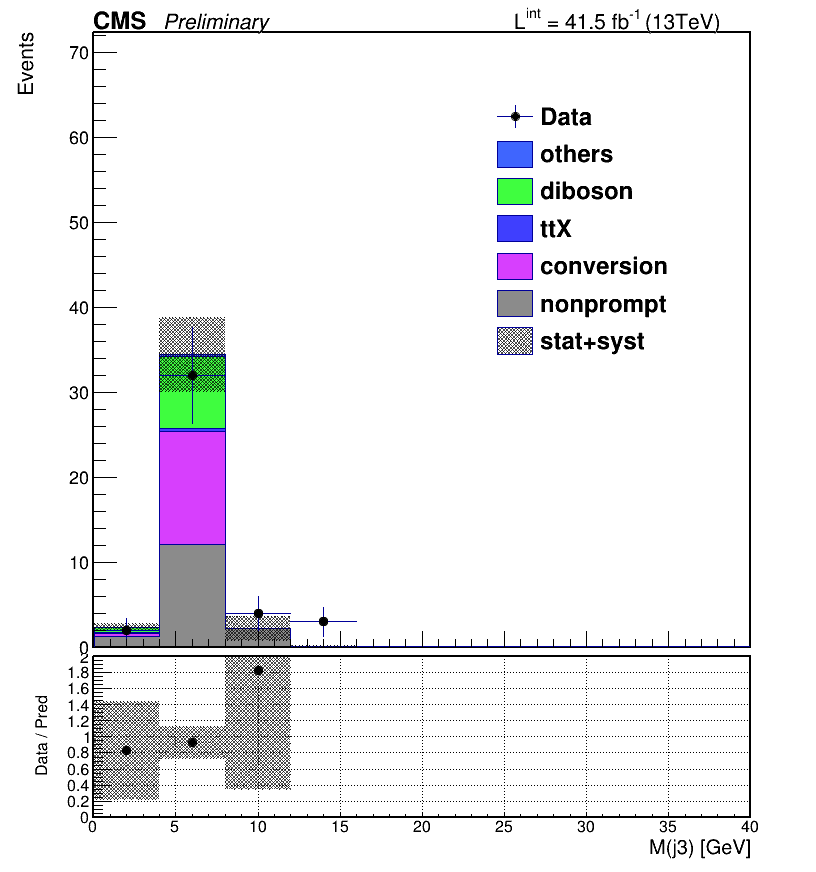 CMS Preliminary L^int = 41.5 fb^-1 (13TeV)
Events
70
60
50
40
30
20
10
0
Data
others
diboson
ttX
conversion
nonprompt
stat+syst
Data / Pred
2
1.8
1.6
1.4
1.2
1
0.8
0.6
0.4
0.2
0
0 5 10 15 20 25 30 35 40
M(j3) [GeV]